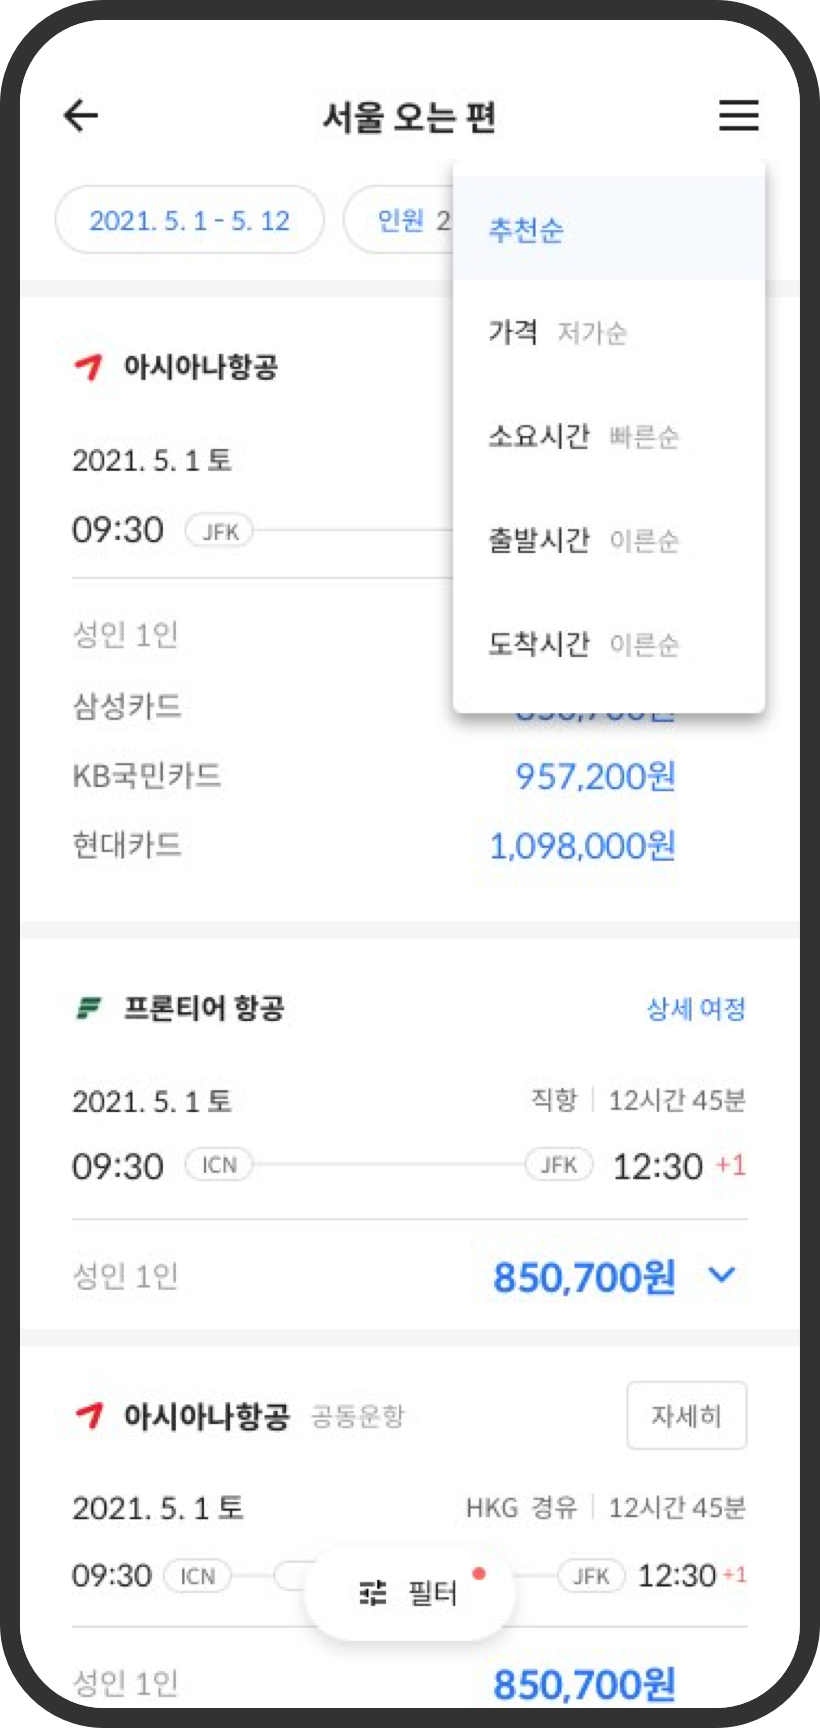 서울 오는 편
2021. 5. 1 - 5. 12
인원 2
추천순
가격 저가순
소요시간 빠른순
출발시간 이른순
도착시간 이른순
아시아나항공
2021. 5. 1 토
09:30 JFK
성인 1인
삼성카드
KB국민카드 957,200원
현대카드 1,098,000원
프론티어 항공 상세 여정
2021. 5. 1 토 직항 12시간 45분
09:30 ICN JFK 12:30 +1
성인 1인 850,700원
아시아나항공 공동운항 자세히
2021. 5. 1 토 HKG 경유 12시간 45분
09:30 ICN JFK 12:30 +1
필터
성인 1인 850,700원